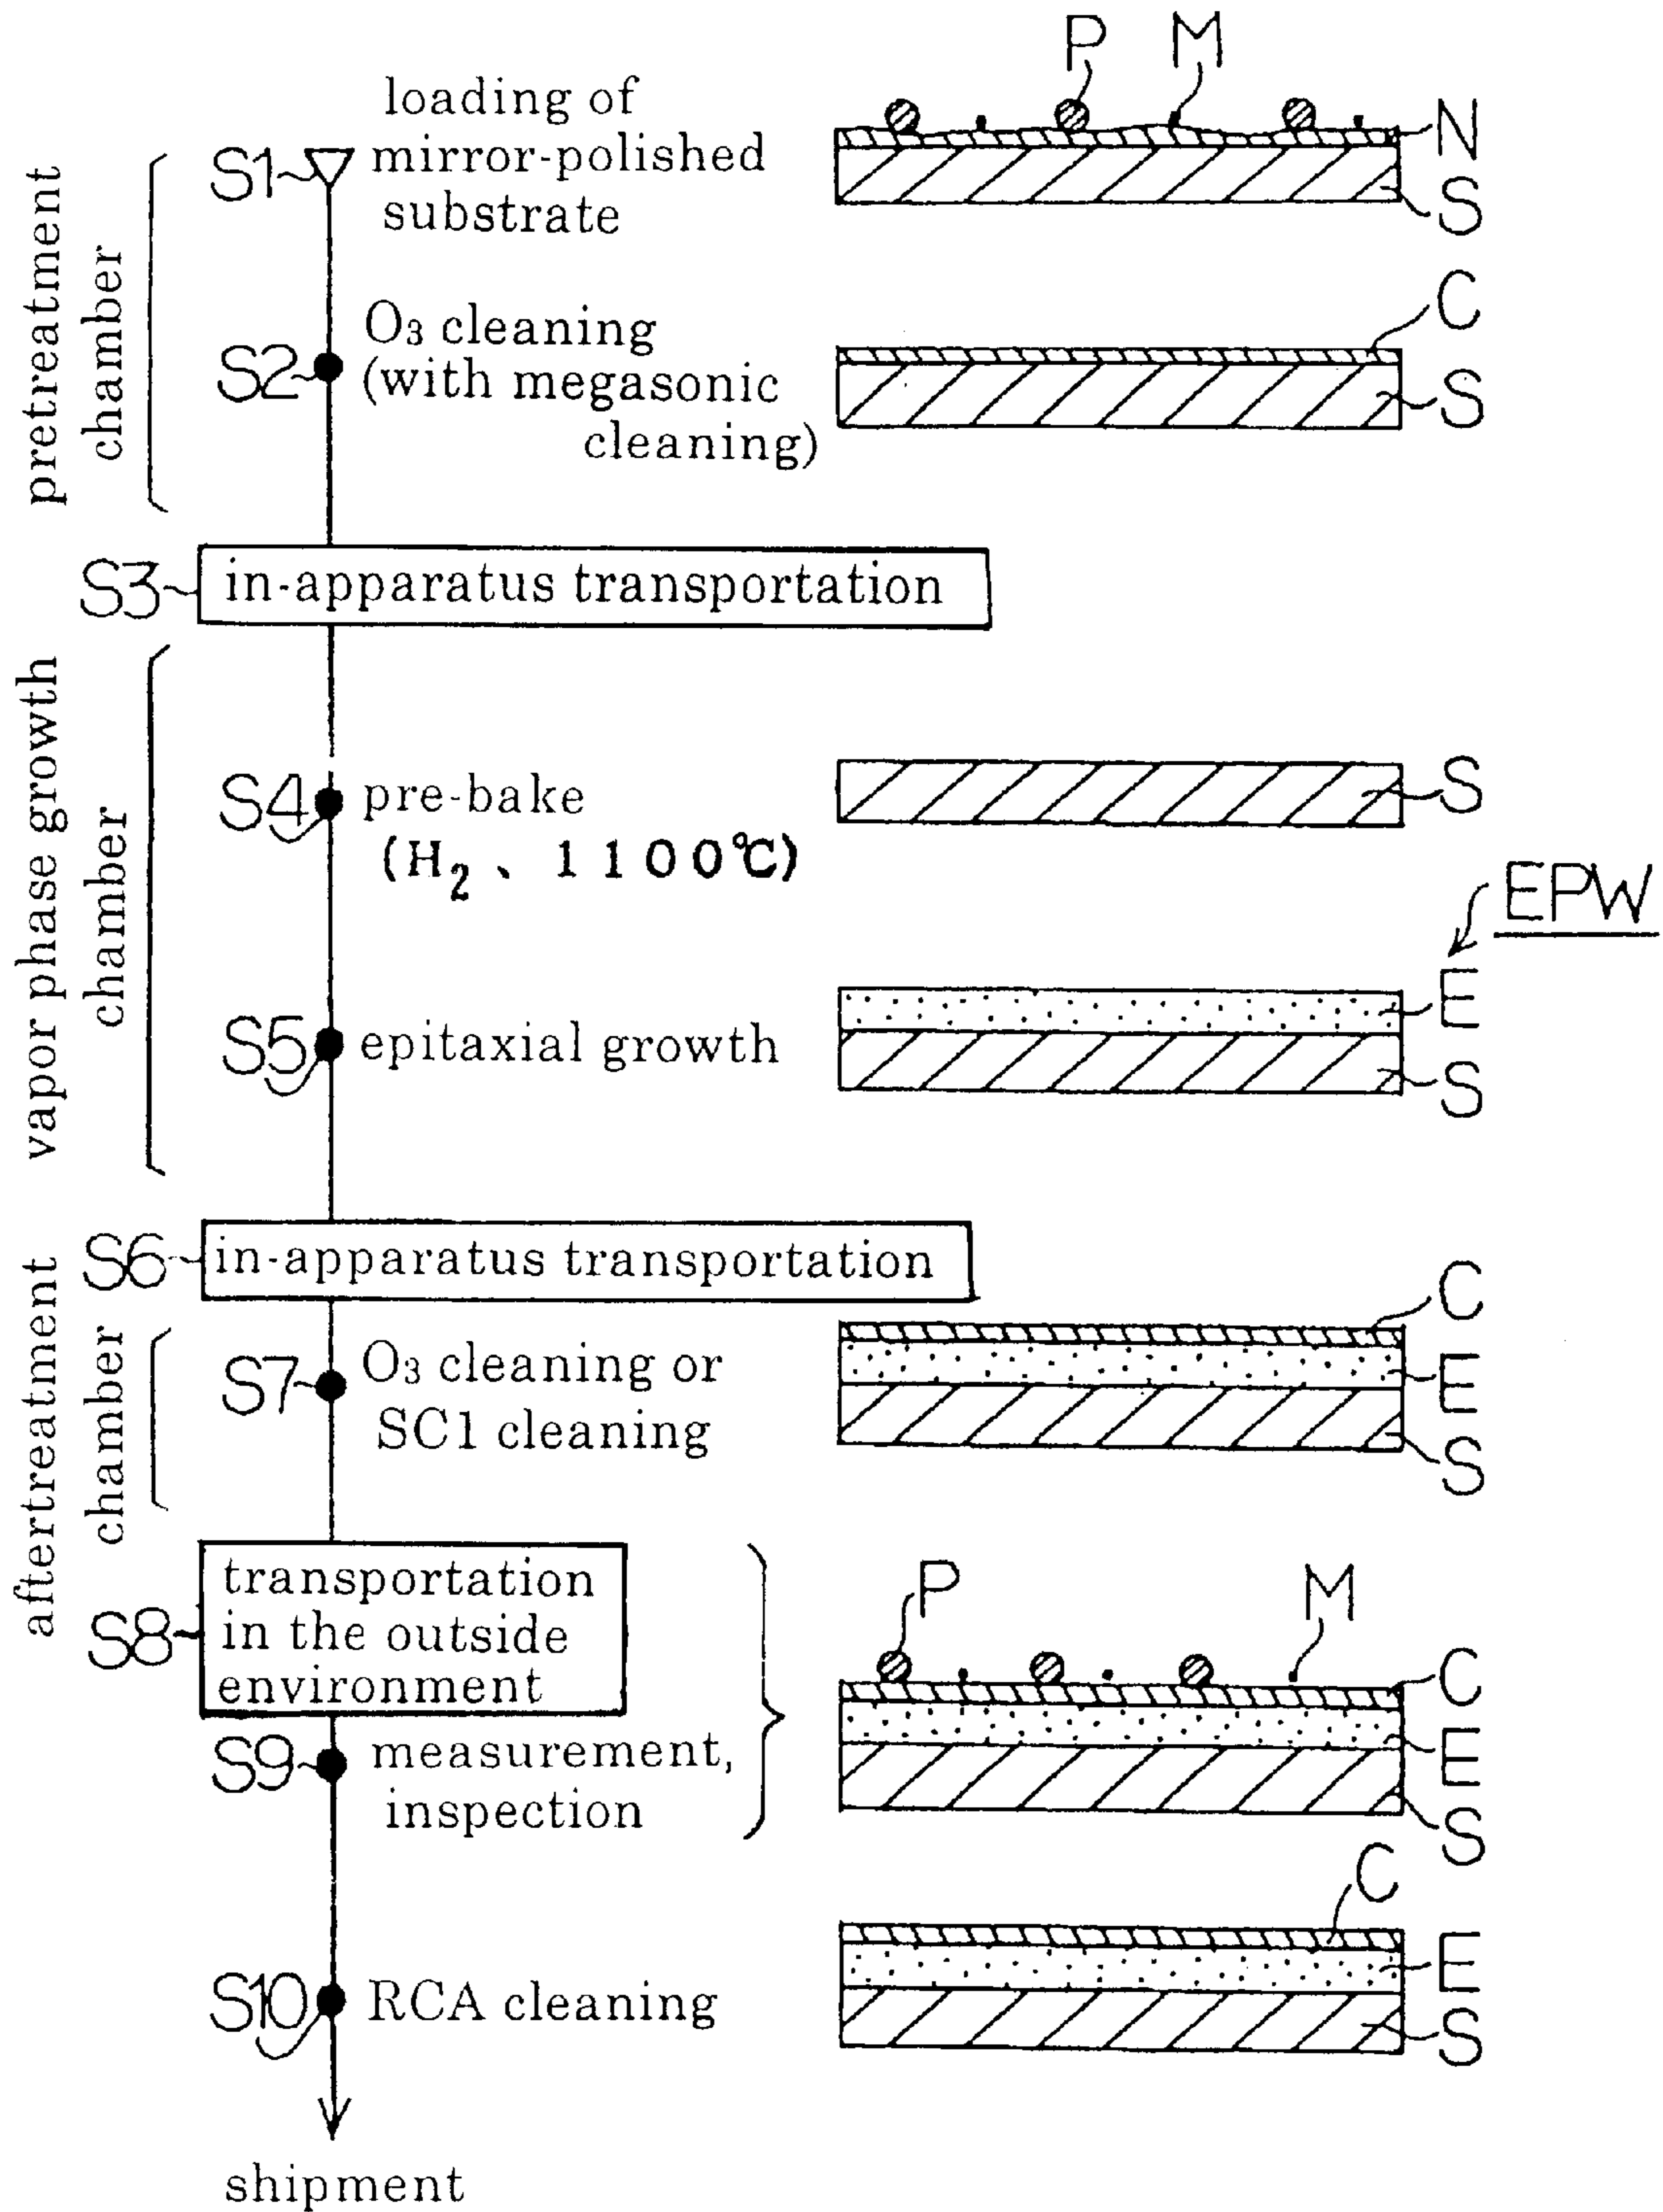 P M
loading of
mirror-polished
substrate
S1
N
S
pretreatment
chamber
O₃ cleaning
(with megasonic
cleaning)
S2
C
S
S3
in-apparatus transportation
vapor phase growth
chamber
S4
pre-bake
(H₂、1100℃)
S
EPW
S5
epitaxial growth
E
S
S6
in-apparatus transportation
aftertreatment
chamber
S7
O₃ cleaning or
SC1 cleaning
C
E
S
S8
transportation
in the outside
environment
P M
C
E
S
S9
measurement,
inspection
C
E
S
S10
RCA cleaning
shipment